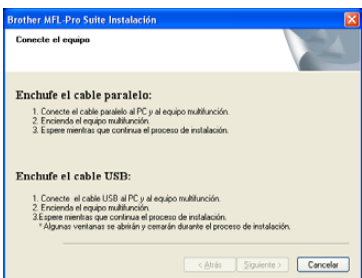 Brother MFL-Pro Suite Instalación
Conecte el equipo
Enchufe el cable paralelo:
1. Conecte el cable paralelo al PC y al equipo multifunción.
2. Encienda el equipo multifunción.
3. Espere mientras que continua el proceso de instalación.
Enchufe el cable USB:
1. Conecte el cable USB al PC y al equipo multifunción.
2. Encienda el equipo multifunción.
3.Espere mientras que continua el proceso de instalación.
* Algunas ventanas se abrirán y cerrarán durante el proceso de instalación.
< Atrás Siguiente > Cancelar